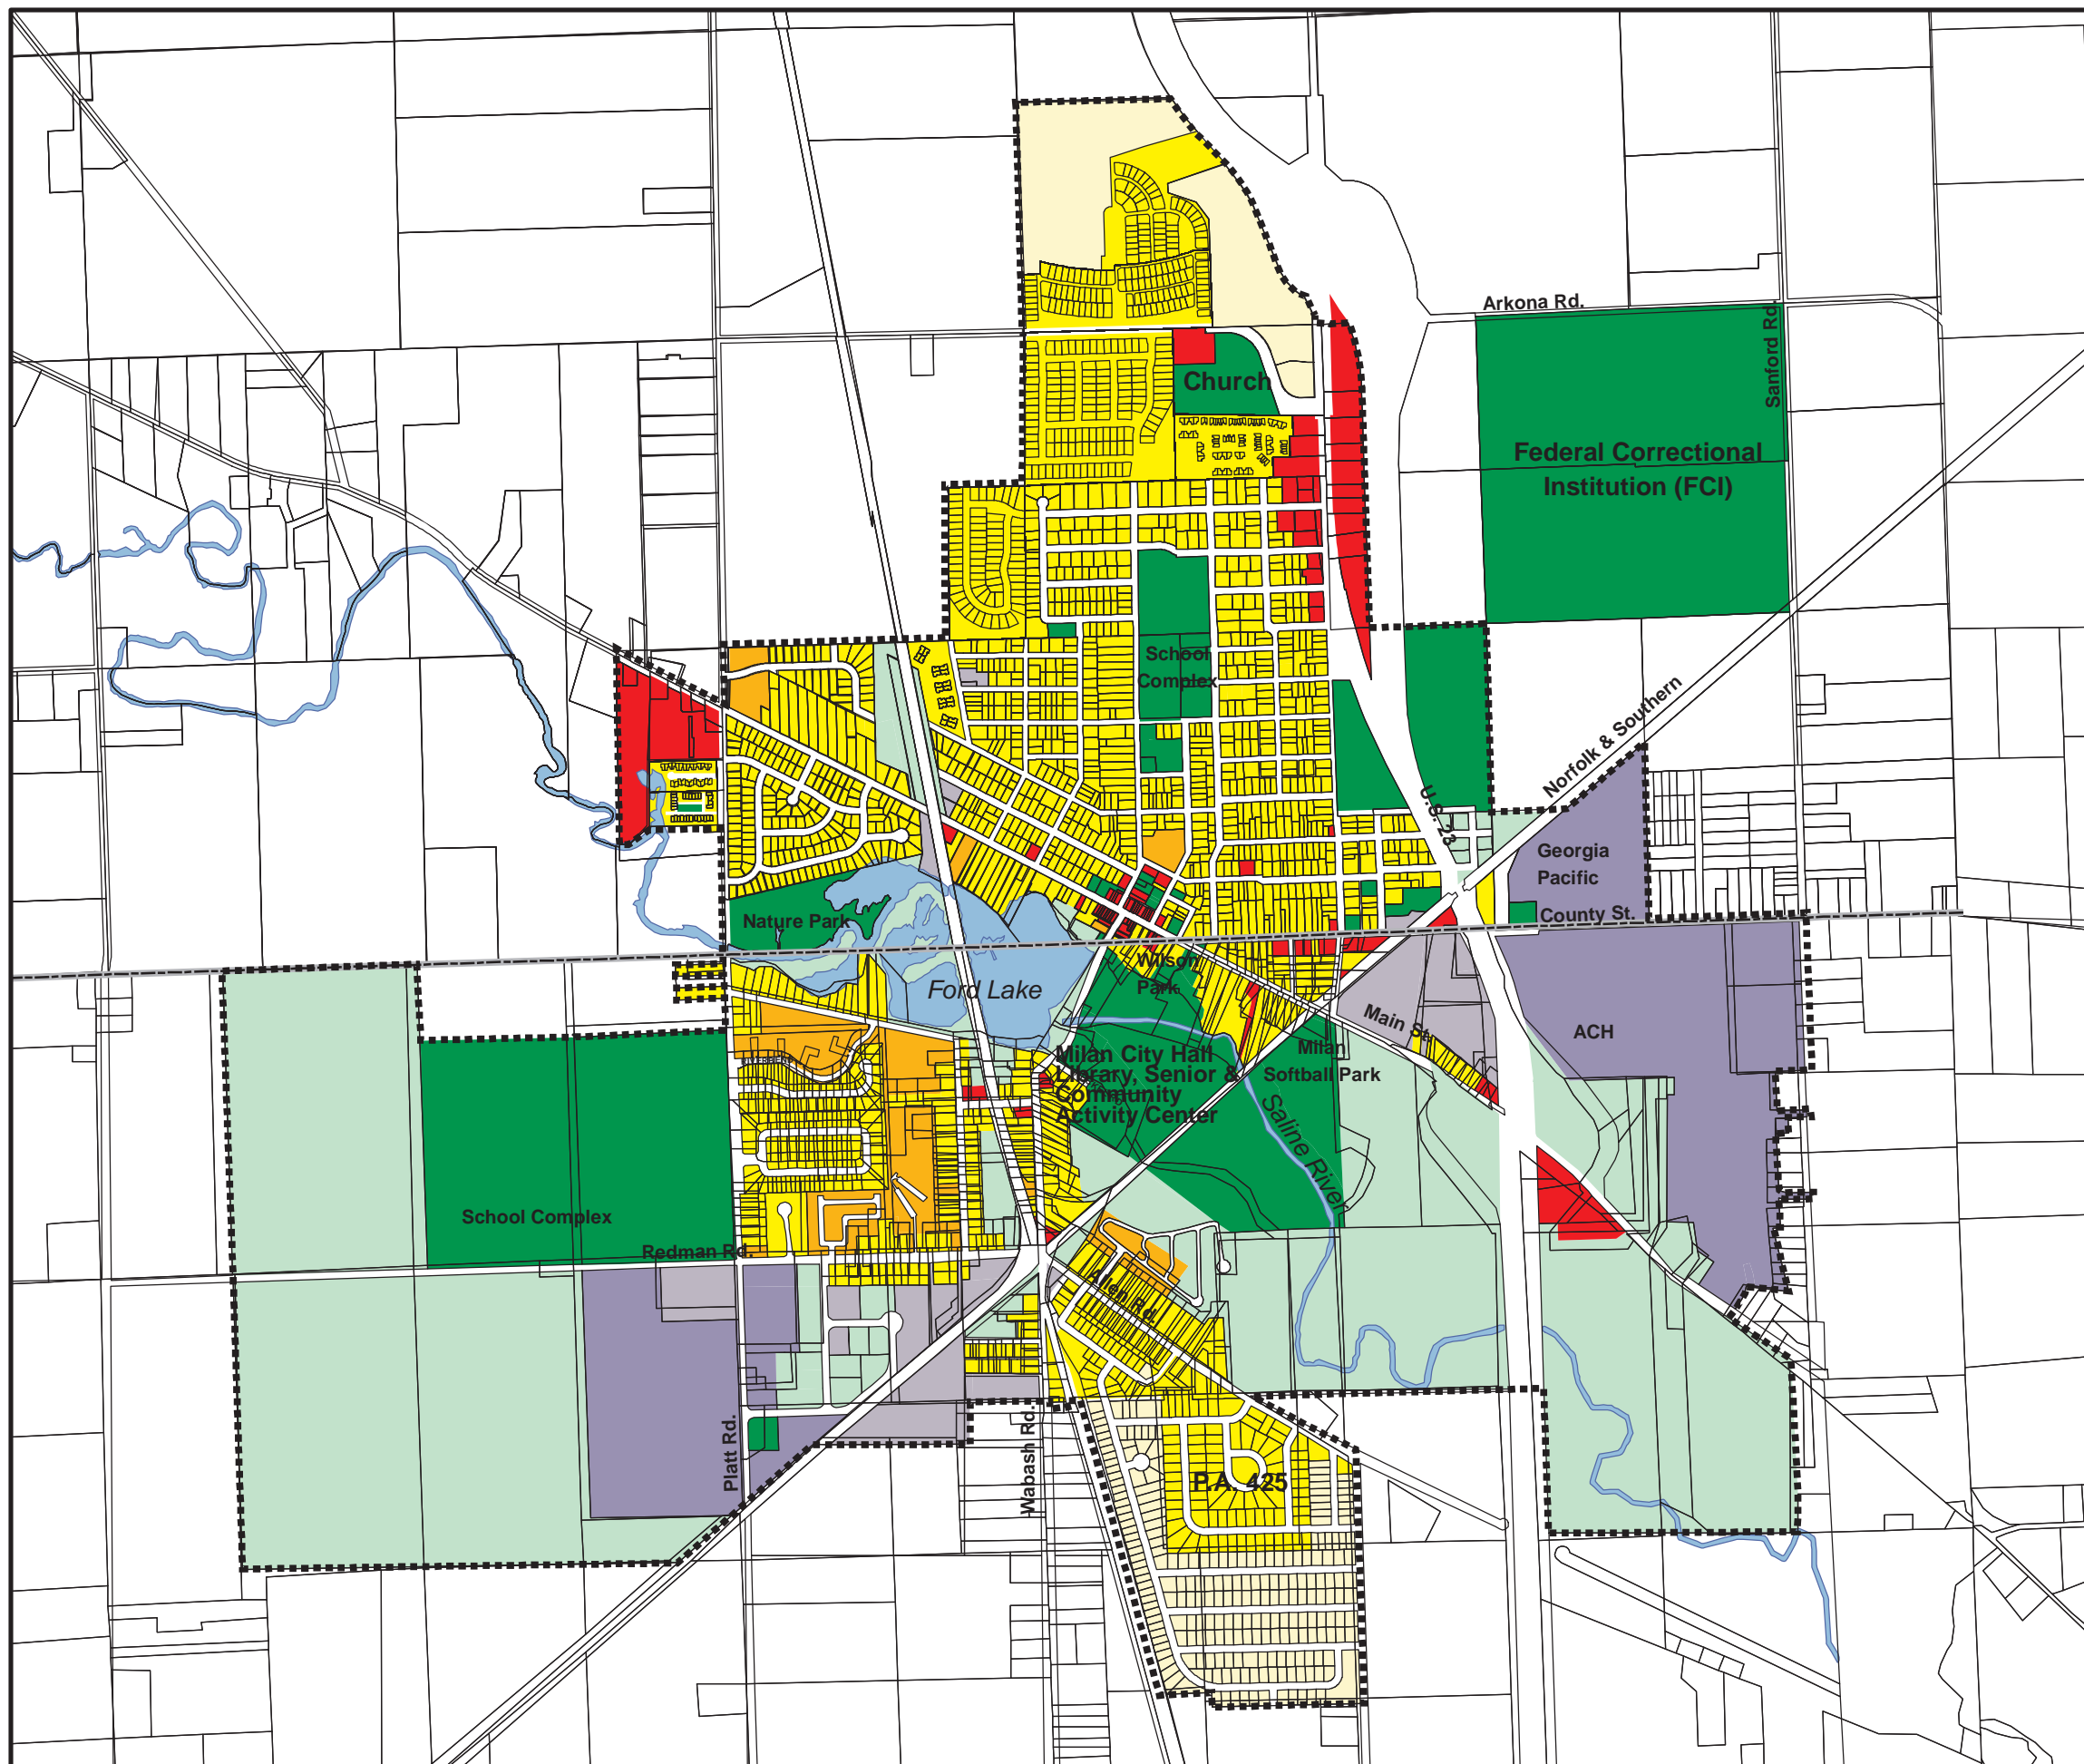 Arkona Rd.
Sanford Rd.
Church
Federal Correctional
Institution (FCI)
School
Complex
Norfolk & Southern
U.S. 23
Georgia
Pacific
County St.
Nature Park
Wilson
Park
Ford Lake
Main St.
ACH
Milan
Softball Park
Milan City Hall
Library, Senior &
Community
Activity Center
Saline River
School Complex
Redman Rd.
Allen Rd.
Platt Rd.
Wabash Rd.
P.A. 425